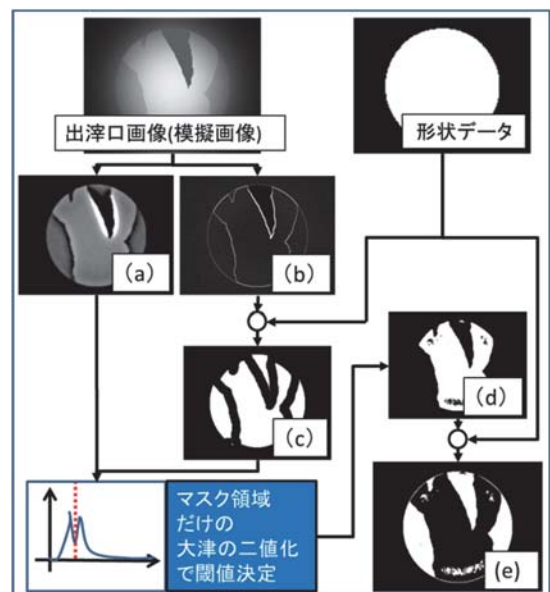 出滓口画像(模擬画像)
形状データ
(a)
(b)
(c)
(d)
マスク領域
だけの
大津の二値化
で閾値決定
(e)